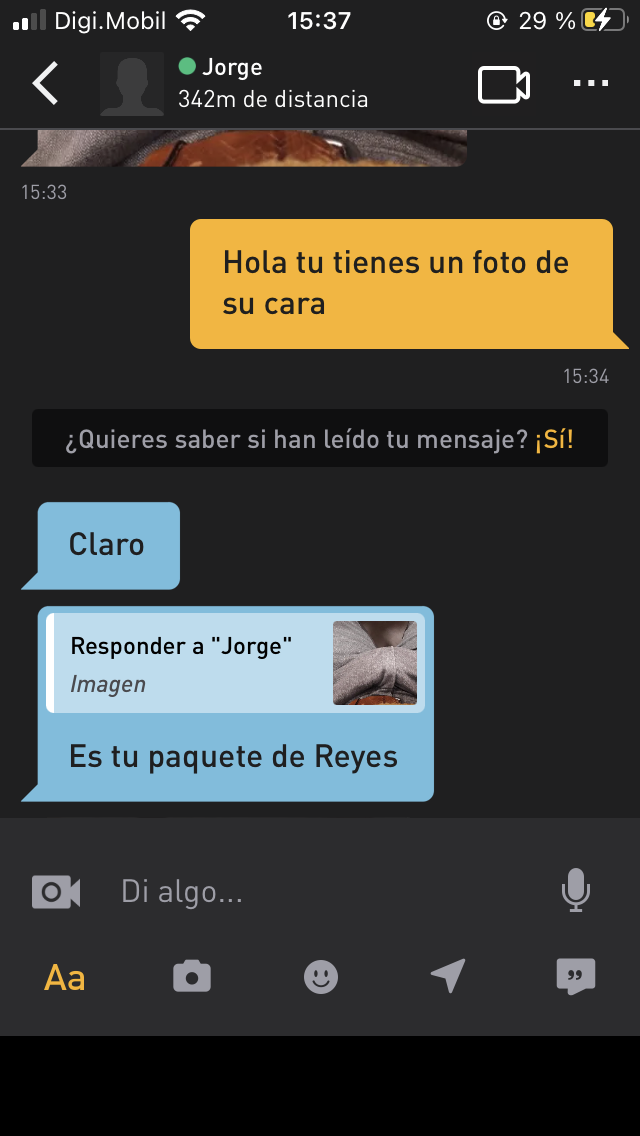 Digi.Mobil 15:37 29 %
Jorge
342m de distancia
15:33
Hola tu tienes un foto de
su cara
15:34
¿Quieres saber si han leído tu mensaje? ¡Sí!
Claro
Responder a "Jorge"
Imagen
Es tu paquete de Reyes
Di algo...
Aa